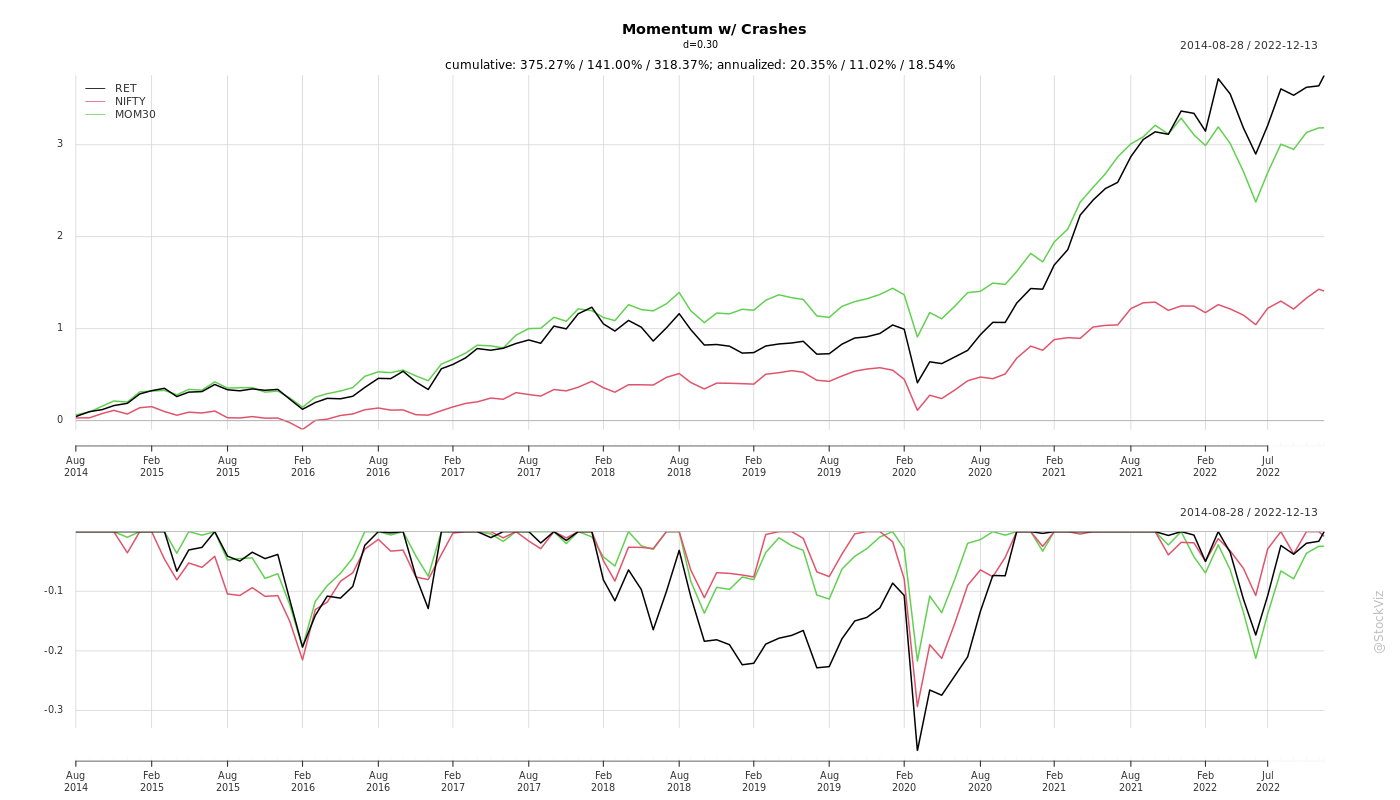 Momentum w/ Crashes
d=0.30
2014-08-28 / 2022-12-13
cumulative: 375.27% / 141.00% / 318.37%; annualized: 20.35% / 11.02% / 18.54%
RET
NIFTY
MOM30
3
2
1
0
Aug 2014
Feb 2015
Aug 2015
Feb 2016
Aug 2016
Feb 2017
Aug 2017
Feb 2018
Aug 2018
Feb 2019
Aug 2019
Feb 2020
Aug 2020
Feb 2021
Aug 2021
Feb 2022
Jul 2022
2014-08-28 / 2022-12-13
-0.1
-0.2
-0.3
Aug 2014
Feb 2015
Aug 2015
Feb 2016
Aug 2016
Feb 2017
Aug 2017
Feb 2018
Aug 2018
Feb 2019
Aug 2019
Feb 2020
Aug 2020
Feb 2021
Aug 2021
Feb 2022
Jul 2022
@StockViz